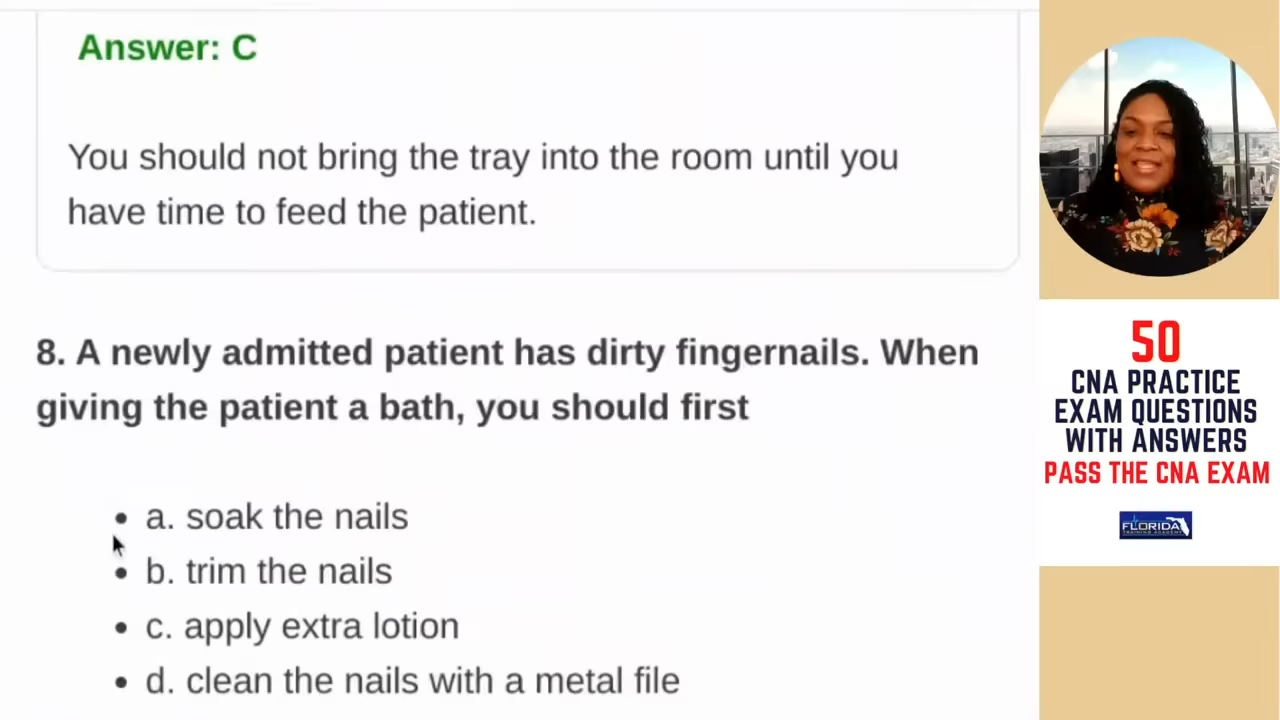 Answer: C
You should not bring the tray into the room until you
have time to feed the patient.
8. A newly admitted patient has dirty fingernails. When
giving the patient a bath, you should first
• a. soak the nails
• b. trim the nails
• c. apply extra lotion
• d. clean the nails with a metal file
50
CNA PRACTICE
EXAM QUESTIONS
WITH ANSWERS
PASS THE CNA EXAM
FLORIDA
TRAINING ACADEMY